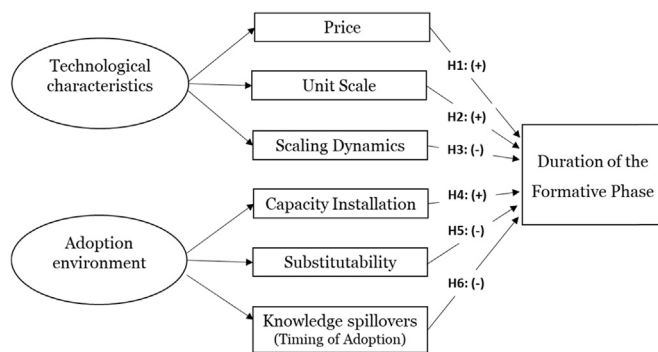 Technological
characteristics
Price
Unit Scale
Scaling Dynamics
H1: (+)
H2: (+)
H3: (-)
Adoption
environment
Capacity Installation
Substitutability
Knowledge spillovers
(Timing of Adoption)
H4: (+)
H5: (-)
H6: (-)
Duration of the
Formative Phase